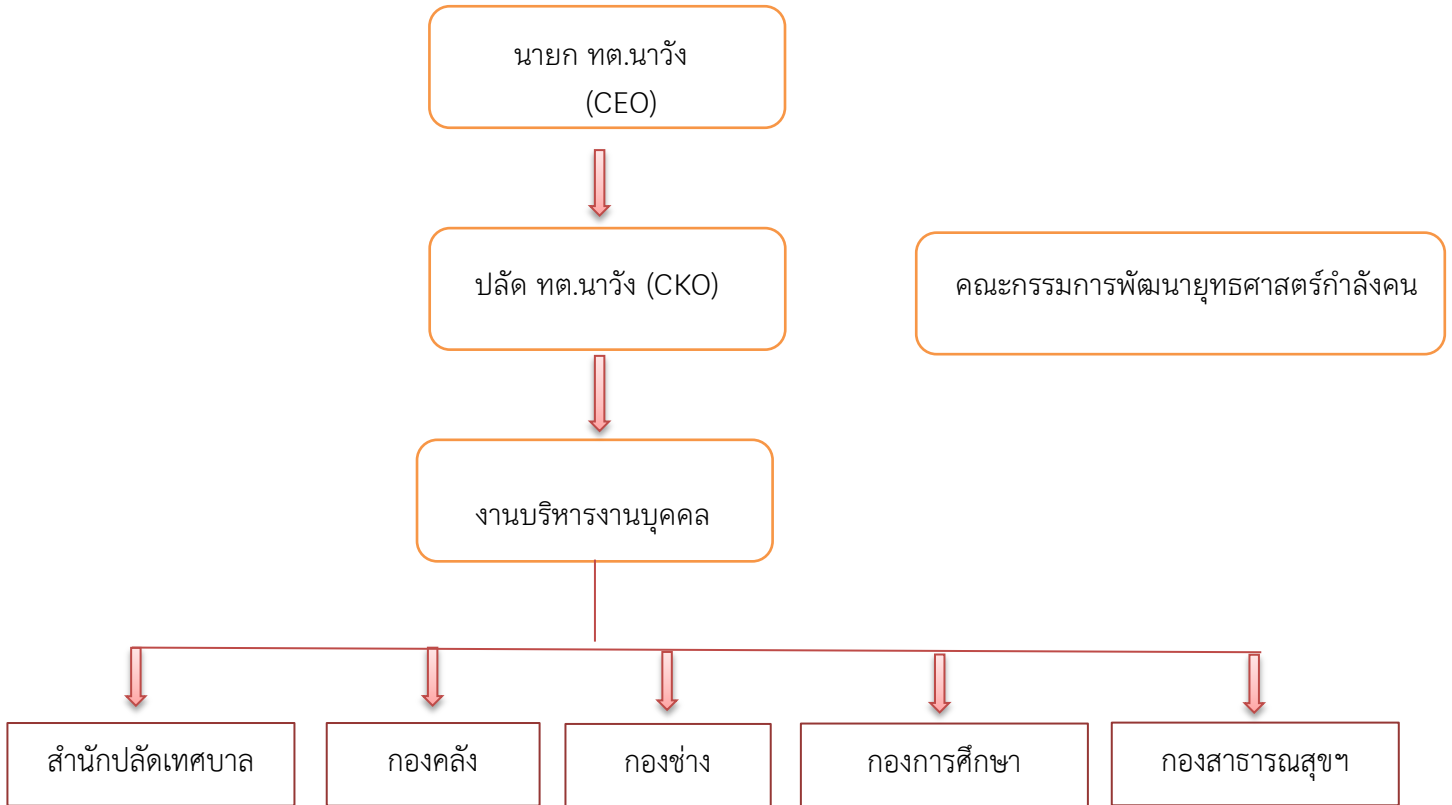 นายก ทต.นาวัง
(CEO)
ปลัด ทต.นาวัง (CKO)
คณะกรรมการพัฒนายุทธศาสตร์กำลังคน
งานบริหารงานบุคคล
สำนักปลัดเทศบาล
กองคลัง
กองช่าง
กองการศึกษา
กองสาธารณสุขฯ